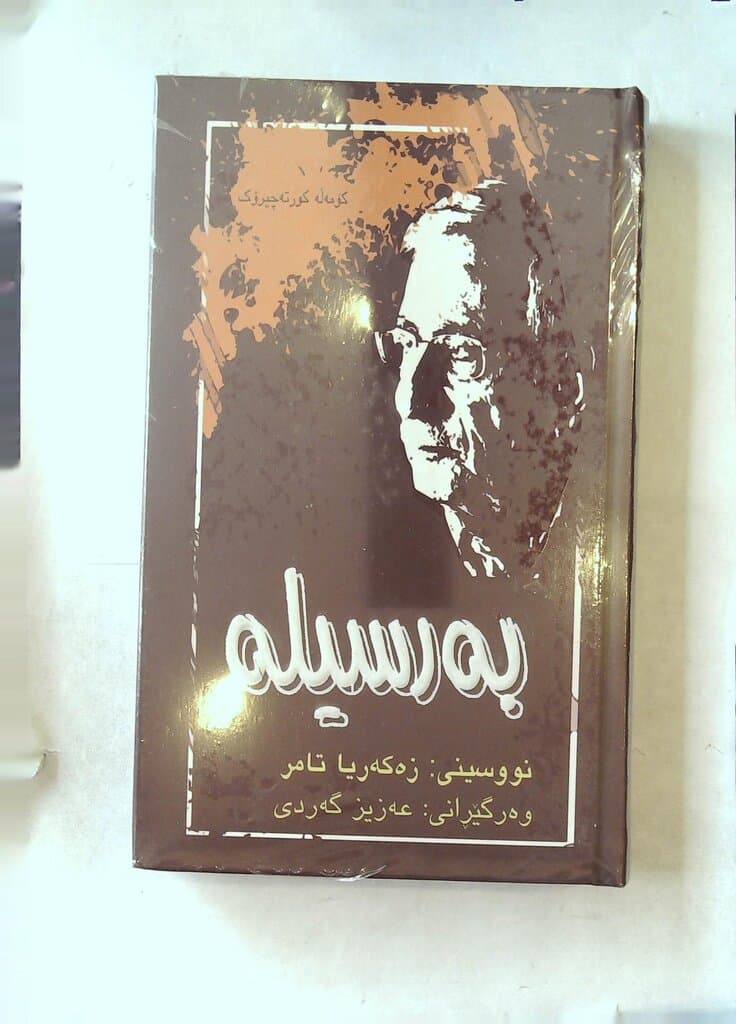 کۆمەڵە کورتەچیرۆک
بەرسیلە
نووسینی: زەکەریا تامر
وەرگێڕانی: عەزیز گەردی